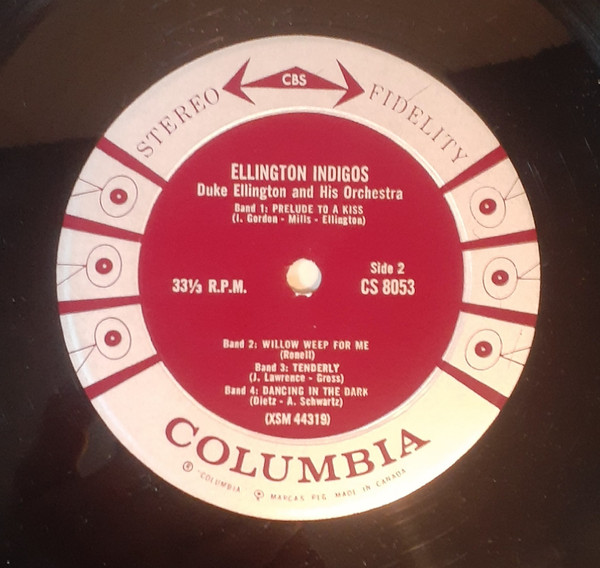 CBS
STEREO FIDELITY
ELLINGTON INDIGOS
Duke Ellington and His Orchestra
Band 1: PRELUDE TO A KISS
(I. Gordon - Mills - Ellington)
33⅓ R.P.M.
Side 2
CS 8053
Band 2: WILLOW WEEP FOR ME
(Ronell)
Band 3: TENDERLY
(J. Lawrence - Gross)
Band 4: DANCING IN THE DARK
(Dietz - A. Schwartz)
(XSM 44319)
COLUMBIA
"COLUMBIA MARCAS REG. MADE IN CANADA